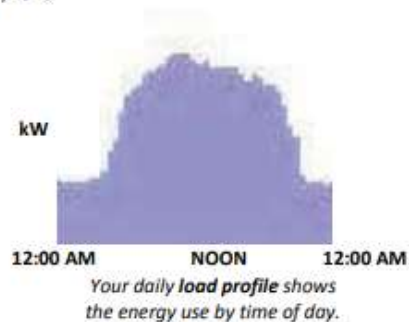 kW
12:00 AM NOON 12:00 AM
Your daily load profile shows
the energy use by time of day.